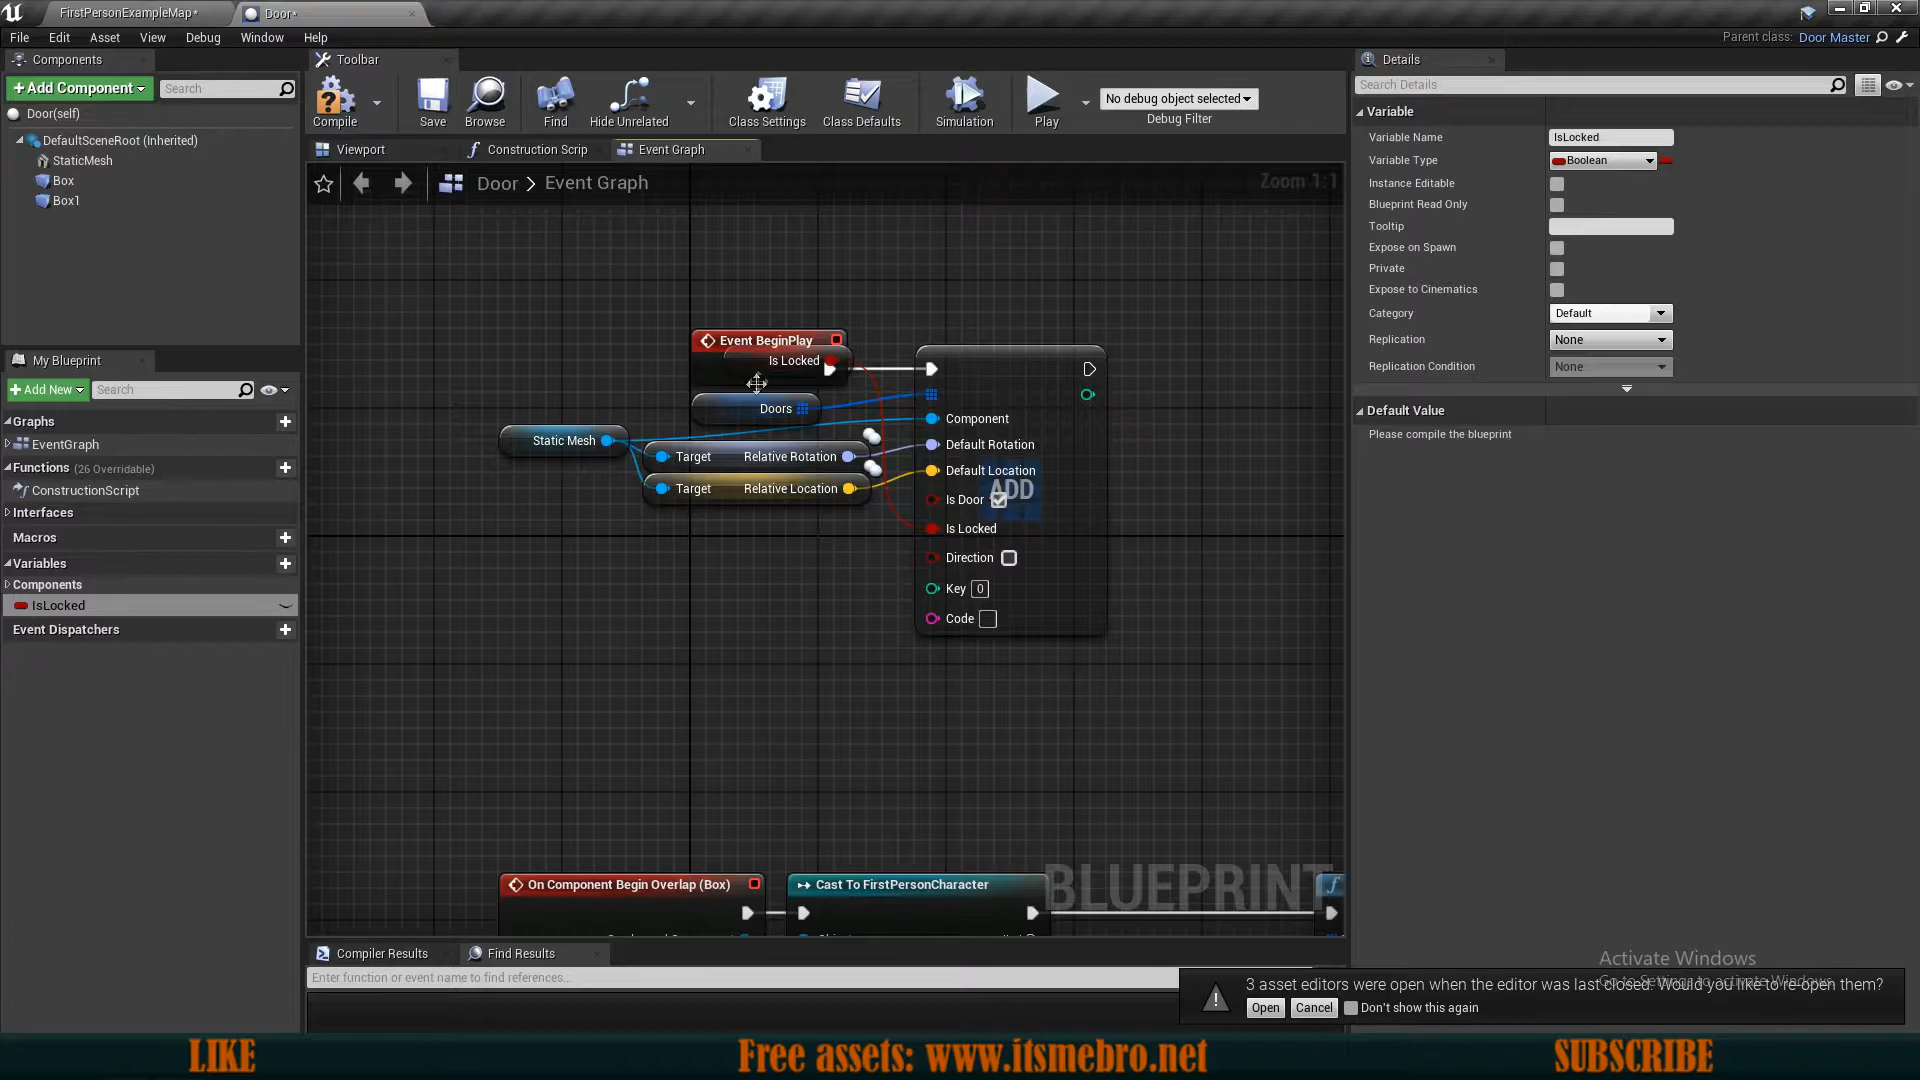 FirstPersonExampleMap*
Door*
File Edit Asset View Debug Window Help
Parent class: Door Master
Components
Toolbar
Details
Add Component
Search
Door(self)
DefaultSceneRoot (Inherited)
StaticMesh
Box
Box1
Compile
Save
Browse
Find
Hide Unrelated
Class Settings
Class Defaults
Simulation
Play
No debug object selected
Debug Filter
Viewport
Construction Scrip
Event Graph
Door > Event Graph
Zoom 1:1
My Blueprint
Add New
Search
Graphs
EventGraph
Functions (26 Overridable)
ConstructionScript
Interfaces
Macros
Variables
Components
IsLocked
Event Dispatchers
Event BeginPlay
Is Locked
Doors
Static Mesh
Target Relative Rotation
Target Relative Location
Component
Default Rotation
Default Location
ADD
Is Door
Is Locked
Direction
Key 0
Code
On Component Begin Overlap (Box)
Cast To FirstPersonCharacter
BLUEPRINT
Compiler Results
Find Results
Enter function or event name to find references...
Search Details
Variable
Variable Name IsLocked
Variable Type Boolean
Instance Editable
Blueprint Read Only
Tooltip
Expose on Spawn
Private
Expose to Cinematics
Category Default
Replication None
Replication Condition None
Default Value
Please compile the blueprint
Activate Windows
Go to Settings to activate Windows.
3 asset editors were open when the editor was last closed. Would you like to re-open them?
Open
Cancel
Don't show this again
LIKE
Free assets: www.itsmebro.net
SUBSCRIBE